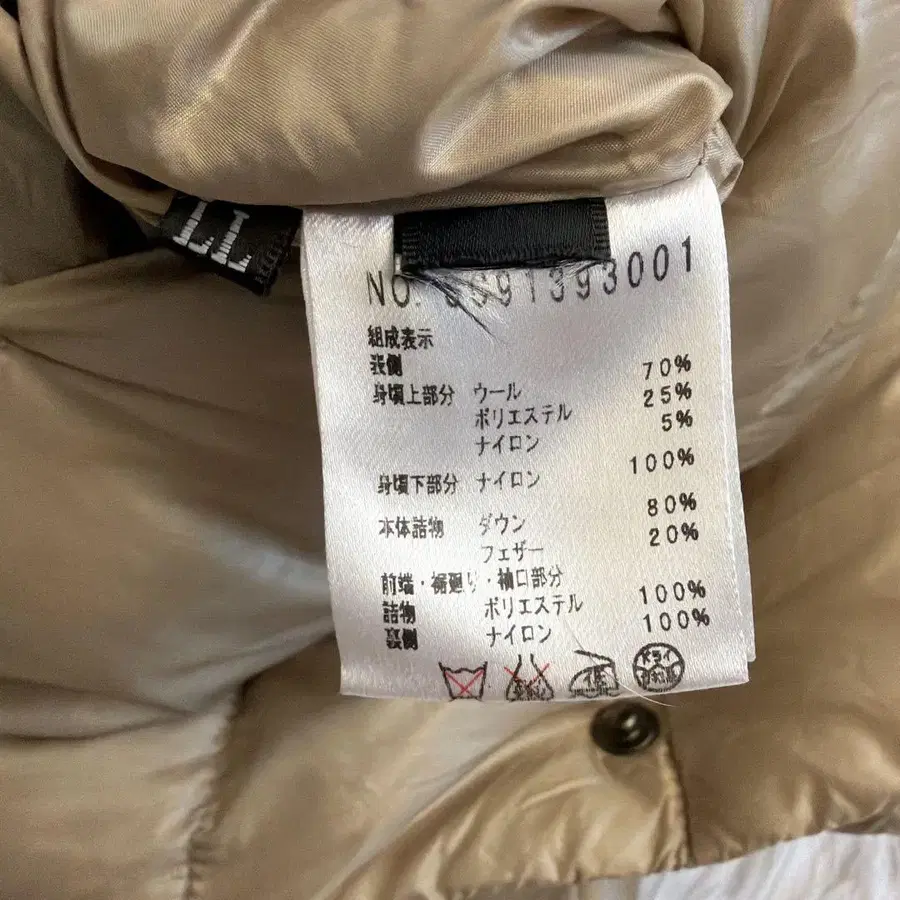 NO.
組成表示
表側
身頃上部分 ウール 70%
ポリエステル 25%
ナイロン 5%
身頃下部分 ナイロン 100%
本体詰物 ダウン 80%
フェザー 20%
前端・裾廻り・袖口部分
詰物 ポリエステル 100%
裏側 ナイロン 100%
ドライ